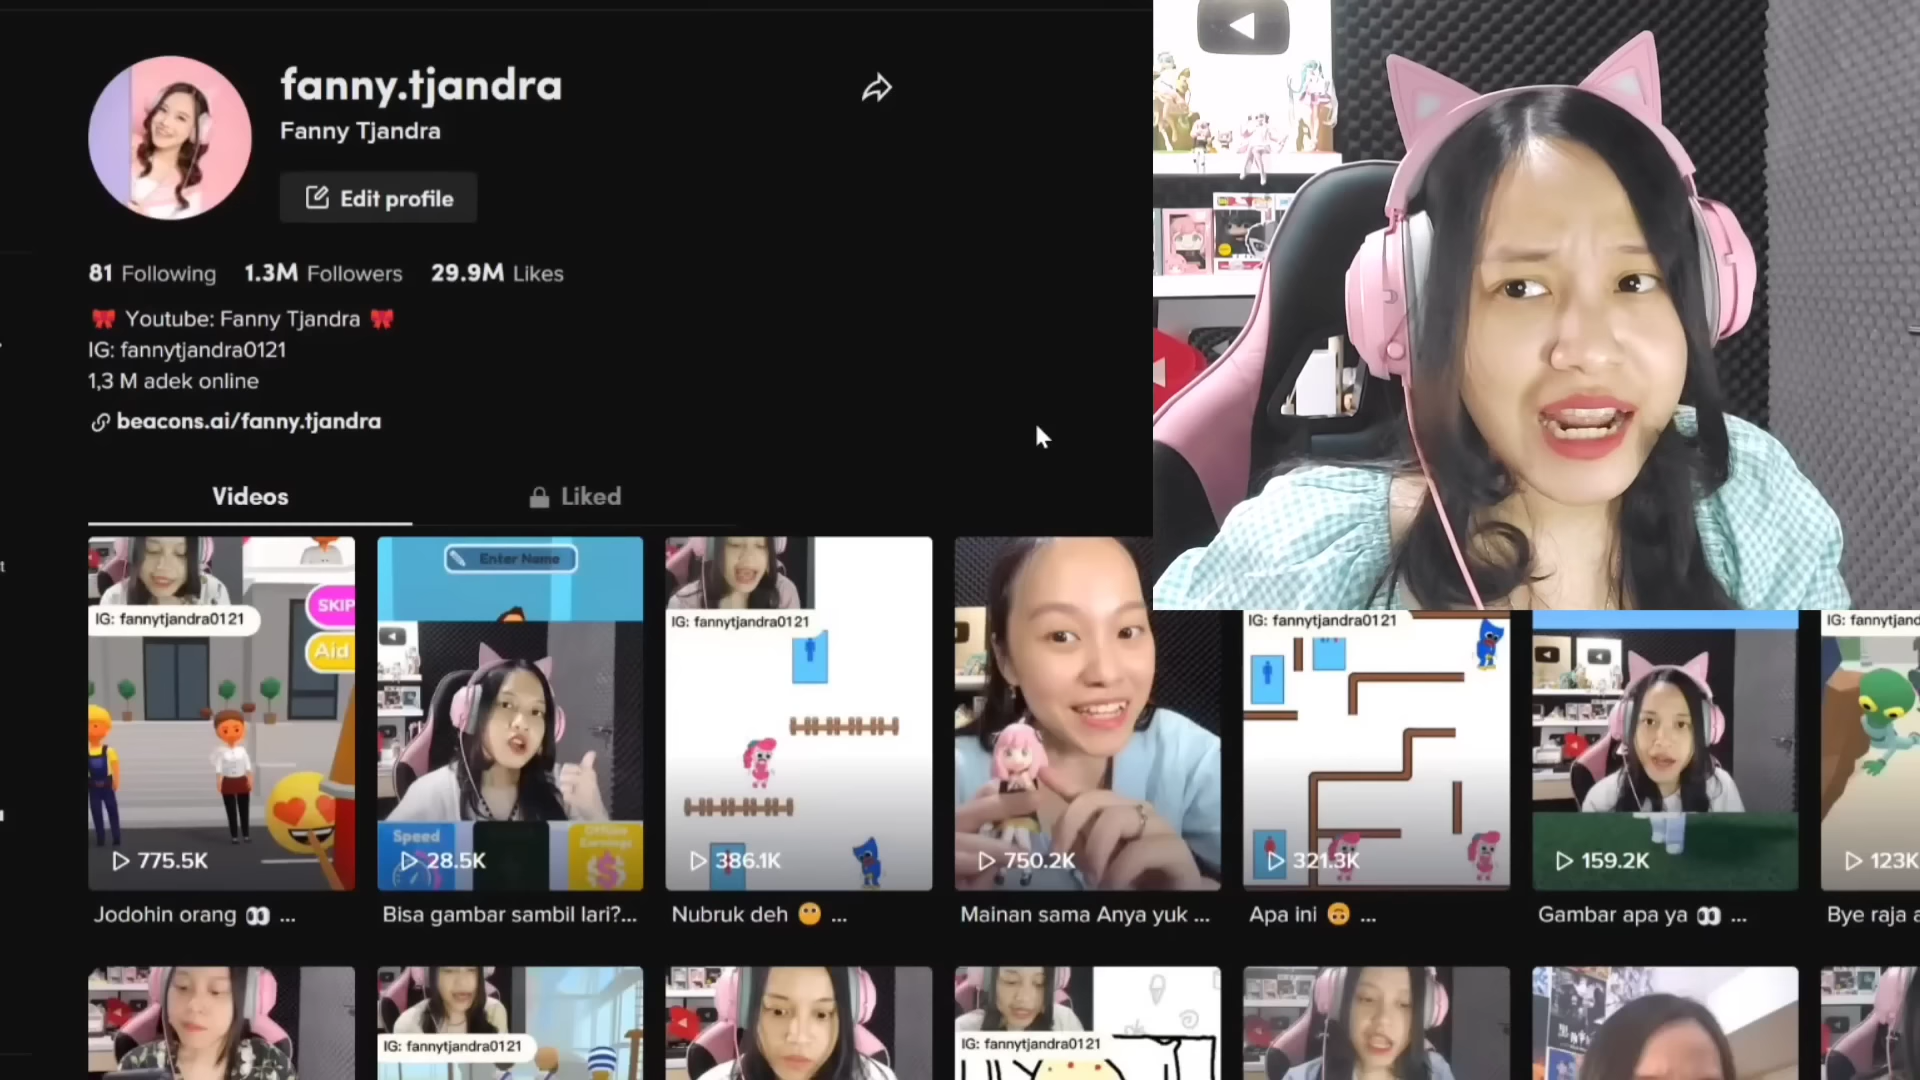 fanny.tjandra
Fanny Tjandra
Edit profile
81 Following 1.3M Followers 29.9M Likes
🎀 Youtube: Fanny Tjandra 🎀
IG: fannytjandra0121
1,3 M adek online
beacons.ai/fanny.tjandra
Videos Liked
IG: fannytjandra0121
SKIP
Aid
775.5K
Jodohin orang 👀 ...
Enter Name
Speed
Offline
Earnings
28.5K
Bisa gambar sambil lari?...
IG: fannytjandra0121
386.1K
Nubruk deh 😶 ...
750.2K
Mainan sama Anya yuk ...
IG: fannytjandra0121
321.3K
Apa ini 🙃 ...
159.2K
Gambar apa ya 👀 ...
IG: fannytjand
123K
Bye raja a
IG: fannytjandra0121
IG: fannytjandra0121